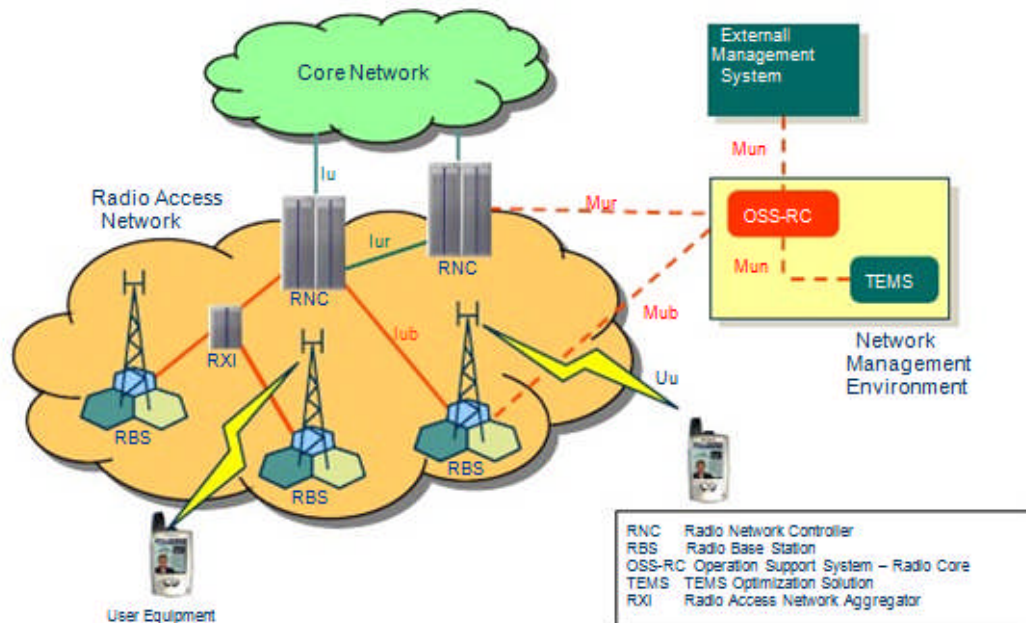 Core Network
Externall
Management
System
Mun
Iu
Radio Access
Network
Mur
OSS-RC
Iur
RNC
RNC
Mun
TEMS
Iub
Mub
RXI
Network
Management
Environment
Uu
RBS
RBS
RBS
User Equipment
RNC Radio Network Controller
RBS Radio Base Station
OSS-RC Operation Support System – Radio Core
TEMS TEMS Optimization Solution
RXI Radio Access Network Aggregator